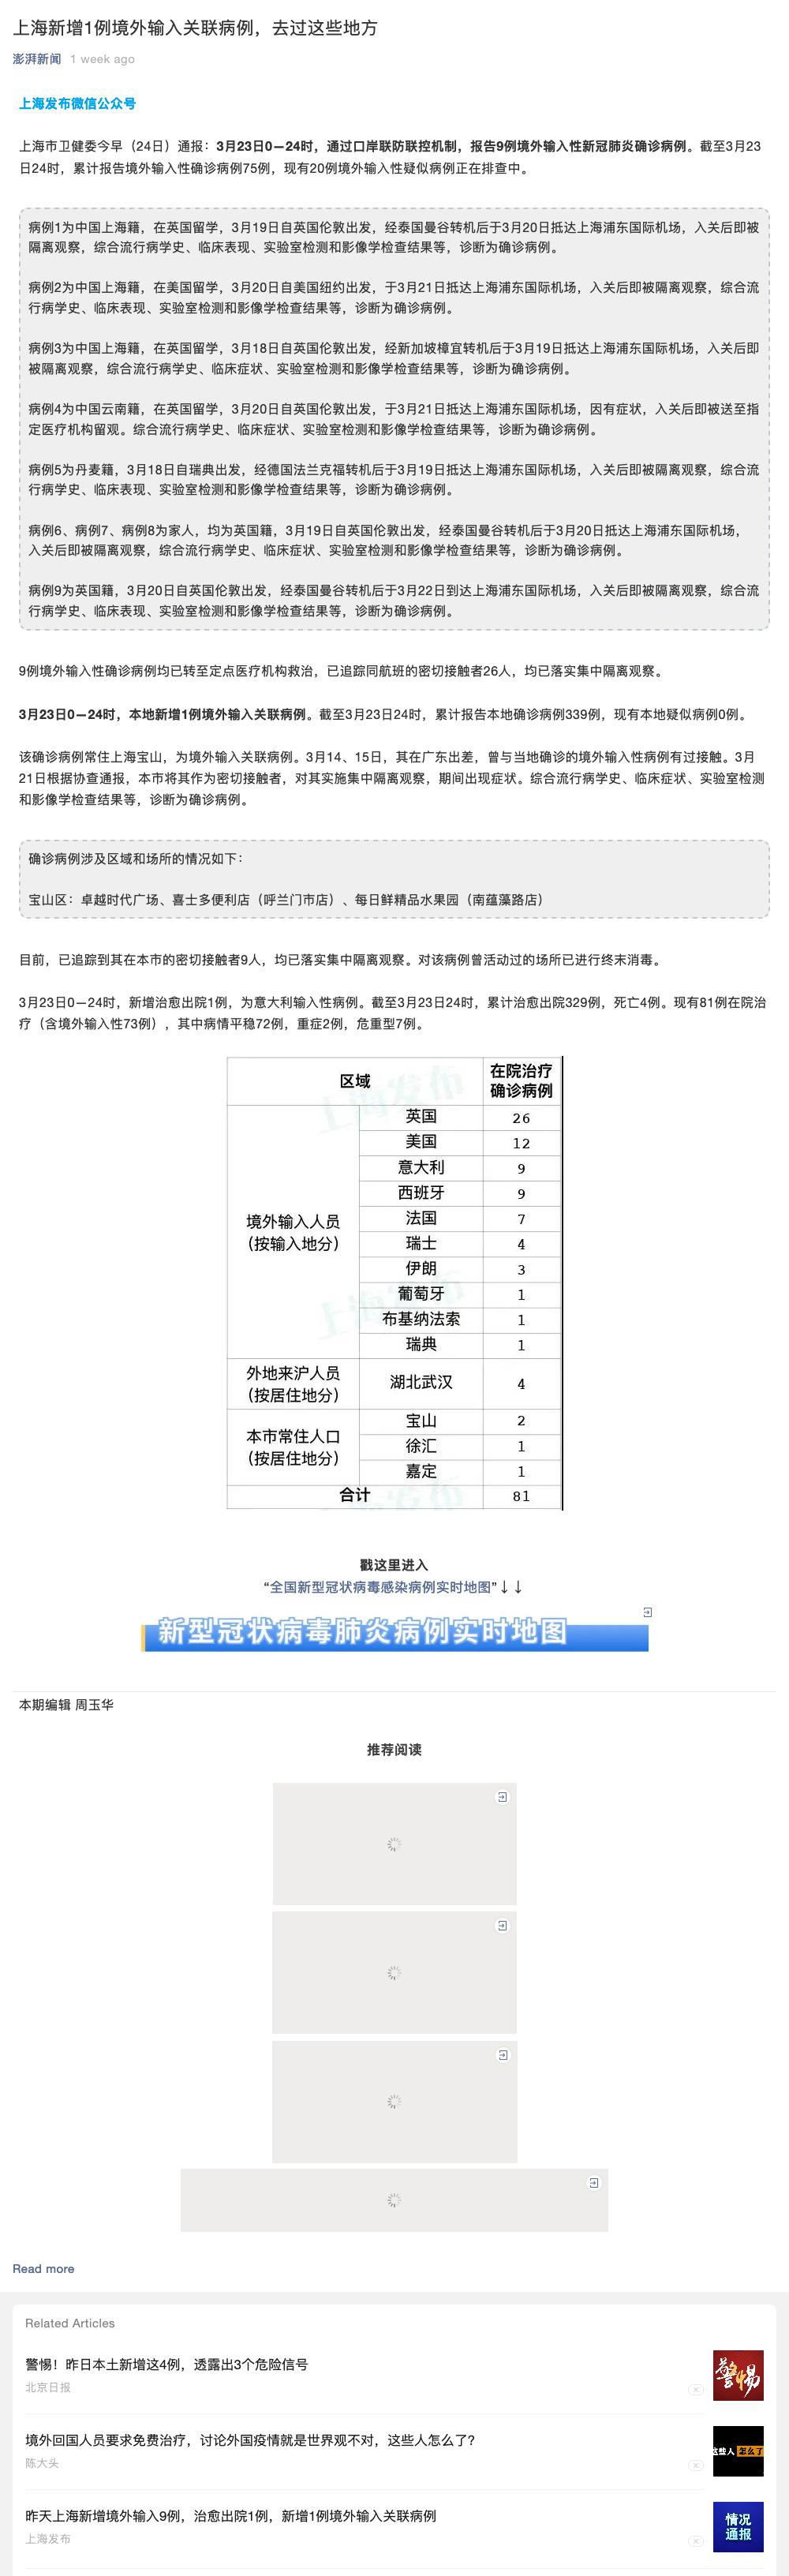 上海新增1例境外输入关联病例，去过这些地方
澎湃新闻 1 week ago
上海发布微信公众号
上海市卫健委今早（24日）通报：3月23日0—24时，通过口岸联防联控机制，报告9例境外输入性新冠肺炎确诊病例。截至3月23
日24时，累计报告境外输入性确诊病例75例，现有20例境外输入性疑似病例正在排查中。
病例1为中国上海籍，在英国留学，3月19日自英国伦敦出发，经泰国曼谷转机后于3月20日抵达上海浦东国际机场，入关后即被
隔离观察，综合流行病学史、临床表现、实验室检测和影像学检查结果等，诊断为确诊病例。
病例2为中国上海籍，在美国留学，3月20日自美国纽约出发，于3月21日抵达上海浦东国际机场，入关后即被隔离观察，综合流
行病学史、临床表现、实验室检测和影像学检查结果等，诊断为确诊病例。
病例3为中国上海籍，在英国留学，3月18日自英国伦敦出发，经新加坡樟宜转机后于3月19日抵达上海浦东国际机场，入关后即
被隔离观察，综合流行病学史、临床症状、实验室检测和影像学检查结果等，诊断为确诊病例。
病例4为中国云南籍，在英国留学，3月20日自英国伦敦出发，于3月21日抵达上海浦东国际机场，因有症状，入关后即被送至指
定医疗机构留观。综合流行病学史、临床症状、实验室检测和影像学检查结果等，诊断为确诊病例。
病例5为丹麦籍，3月18日自瑞典出发，经德国法兰克福转机后于3月19日抵达上海浦东国际机场，入关后即被隔离观察，综合流
行病学史、临床表现、实验室检测和影像学检查结果等，诊断为确诊病例。
病例6、病例7、病例8为家人，均为英国籍，3月19日自英国伦敦出发，经泰国曼谷转机后于3月20日抵达上海浦东国际机场，
入关后即被隔离观察，综合流行病学史、临床症状、实验室检测和影像学检查结果等，诊断为确诊病例。
病例9为英国籍，3月20日自英国伦敦出发，经泰国曼谷转机后于3月22日到达上海浦东国际机场，入关后即被隔离观察，综合流
行病学史、临床表现、实验室检测和影像学检查结果等，诊断为确诊病例。
9例境外输入性确诊病例均已转至定点医疗机构救治，已追踪同航班的密切接触者26人，均已落实集中隔离观察。
3月23日0—24时，本地新增1例境外输入关联病例。截至3月23日24时，累计报告本地确诊病例339例，现有本地疑似病例0例。
该确诊病例常住上海宝山，为境外输入关联病例。3月14、15日，其在广东出差，曾与当地确诊的境外输入性病例有过接触。3月
21日根据协查通报，本市将其作为密切接触者，对其实施集中隔离观察，期间出现症状。综合流行病学史、临床症状、实验室检测
和影像学检查结果等，诊断为确诊病例。
确诊病例涉及区域和场所的情况如下：
宝山区：卓越时代广场、喜士多便利店（呼兰门市店）、每日鲜精品水果园（南蕴藻路店）
目前，已追踪到其在本市的密切接触者9人，均已落实集中隔离观察。对该病例曾活动过的场所已进行终末消毒。
3月23日0—24时，新增治愈出院1例，为意大利输入性病例。截至3月23日24时，累计治愈出院329例，死亡4例。现有81例在院治
疗（含境外输入性73例），其中病情平稳72例，重症2例，危重型7例。
区域 在院治疗
确诊病例
英国 26
美国 12
意大利 9
西班牙 9
境外输入人员
（按输入地分）
法国 7
瑞士 4
伊朗 3
葡萄牙 1
布基纳法索 1
瑞典 1
外地来沪人员
（按居住地分）
湖北武汉 4
本市常住人口
（按居住地分）
宝山 2
徐汇 1
嘉定 1
合计 81
上海发布
上海发布
戳这里进入
“全国新型冠状病毒感染病例实时地图”↓↓
新型冠状病毒肺炎病例实时地图
本期编辑 周玉华
推荐阅读
Read more
Related Articles
警惕！昨日本土新增这4例，透露出3个危险信号
北京日报
警惕
境外回国人员要求免费治疗，讨论外国疫情就是世界观不对，这些人怎么了?
陈大头
这些人 怎么了
昨天上海新增境外输入9例，治愈出院1例，新增1例境外输入关联病例
上海发布
情况
通报